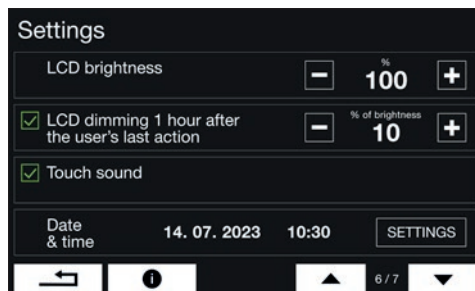 Settings
LCD brightness
%
100
LCD dimming 1 hour after
the user's last action
% of brightness
10
Touch sound
Date
& time
14. 07. 2023
10:30
SETTINGS
6/7